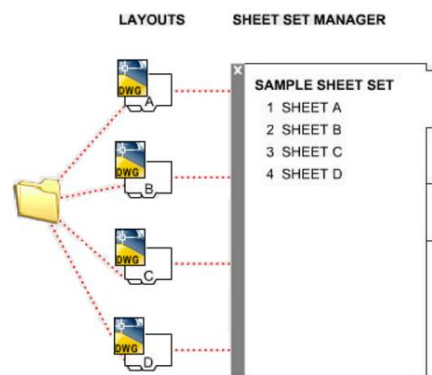 LAYOUTS SHEET SET MANAGER
DWG A
X
SAMPLE SHEET SET
1 SHEET A
2 SHEET B
3 SHEET C
4 SHEET D
DWG B
DWG C
DWG D